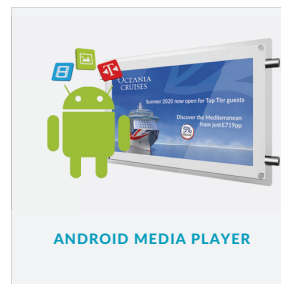 OCEANIA
CRUISES
Summer 2020 now open for Top Tier guests
Discover the Mediterranean
from just £719pp
5%
T
ANDROID MEDIA PLAYER